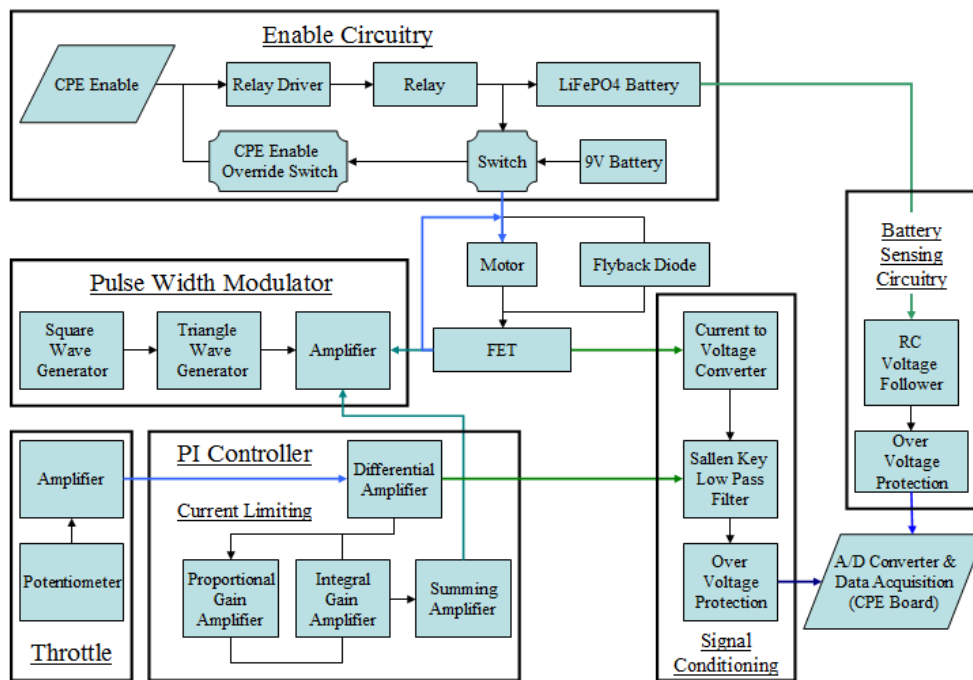 Enable Circuitry
CPE Enable
Relay Driver
Relay
LiFePO4 Battery
CPE Enable
Override Switch
Switch
9V Battery
Battery
Sensing
Circuitry
Motor
Flyback Diode
Pulse Width Modulator
Square
Wave
Generator
Triangle
Wave
Generator
Amplifier
FET
Current to
Voltage
Converter
RC
Voltage
Follower
Over
Voltage
Protection
Amplifier
Potentiometer
Throttle
PI Controller
Differential
Amplifier
Current Limiting
Proportional
Gain
Amplifier
Integral
Gain
Amplifier
Summing
Amplifier
Sallen Key
Low Pass
Filter
Over
Voltage
Protection
Signal
Conditioning
A/D Converter &
Data Acquisition
(CPE Board)